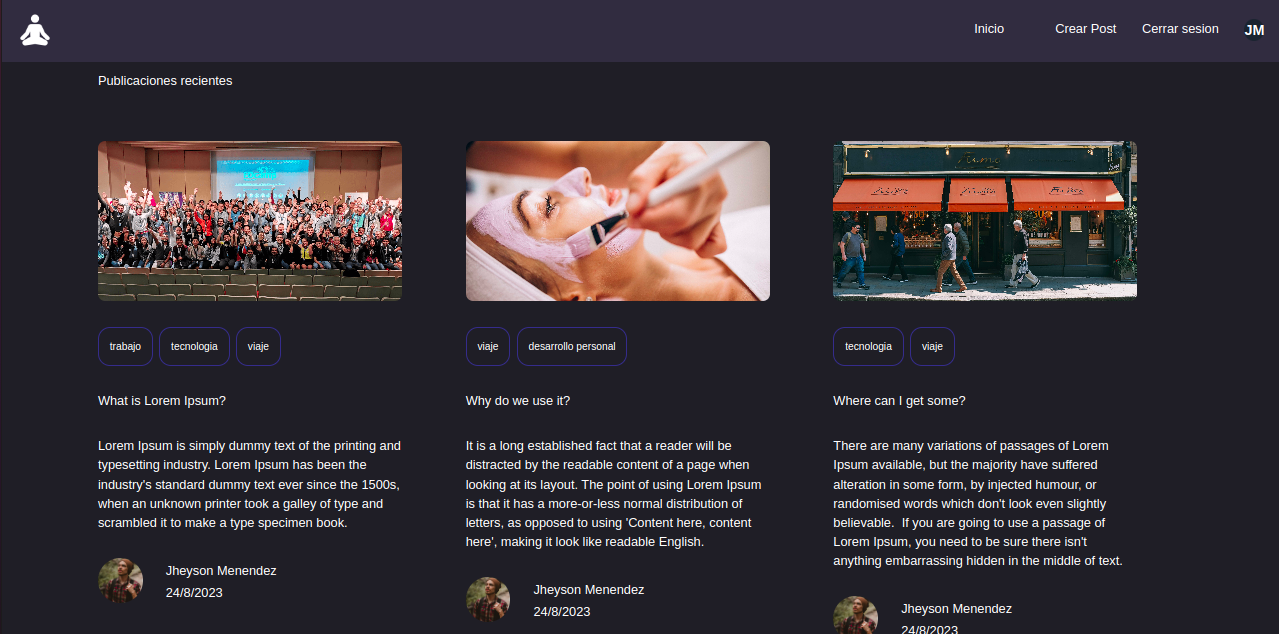 Inicio
Crear Post
Cerrar sesion
JM
Publicaciones recientes
trabajo
tecnologia
viaje
What is Lorem Ipsum?
Lorem Ipsum is simply dummy text of the printing and
typesetting industry. Lorem Ipsum has been the
industry's standard dummy text ever since the 1500s,
when an unknown printer took a galley of type and
scrambled it to make a type specimen book.
Jheyson Menendez
24/8/2023
viaje
desarrollo personal
Why do we use it?
It is a long established fact that a reader will be
distracted by the readable content of a page when
looking at its layout. The point of using Lorem Ipsum
is that it has a more-or-less normal distribution of
letters, as opposed to using 'Content here, content
here', making it look like readable English.
Jheyson Menendez
24/8/2023
tecnologia
viaje
Where can I get some?
There are many variations of passages of Lorem
Ipsum available, but the majority have suffered
alteration in some form, by injected humour, or
randomised words which don't look even slightly
believable.  If you are going to use a passage of
Lorem Ipsum, you need to be sure there isn't
anything embarrassing hidden in the middle of text.
Jheyson Menendez
24/8/2023